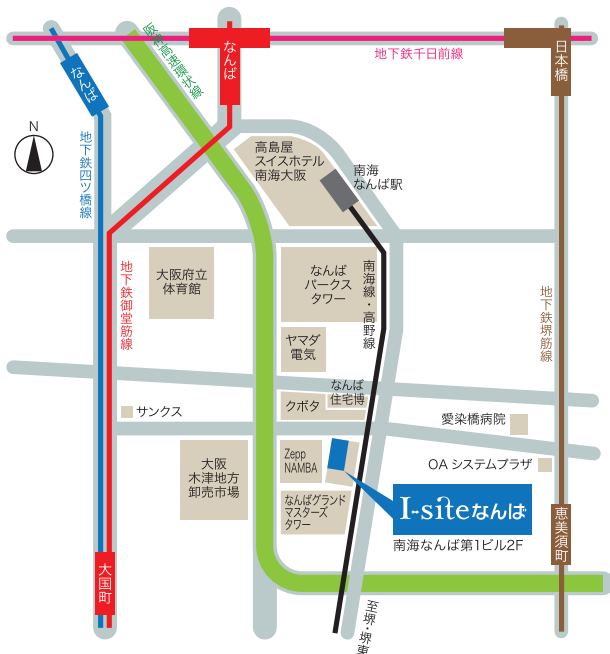 阪神高速環状線
なんば
なんば
日本橋
地下鉄千日前線
N
地下鉄四ツ橋線
高島屋
スイスホテル
南海大阪
南海
なんば駅
大阪府立
体育館
地下鉄御堂筋線
なんば
パークス
タワー
南海線・高野線
地下鉄堺筋線
ヤマダ
電気
なんば
住宅博
クボタ
サンクス
愛染橋病院
大阪
木津地方
卸売市場
Zepp
NAMBA
OAシステムプラザ
なんばグランド
マスターズ
タワー
I-siteなんば
南海なんば第1ビル2F
恵美須町
大国町
至堺・堺東